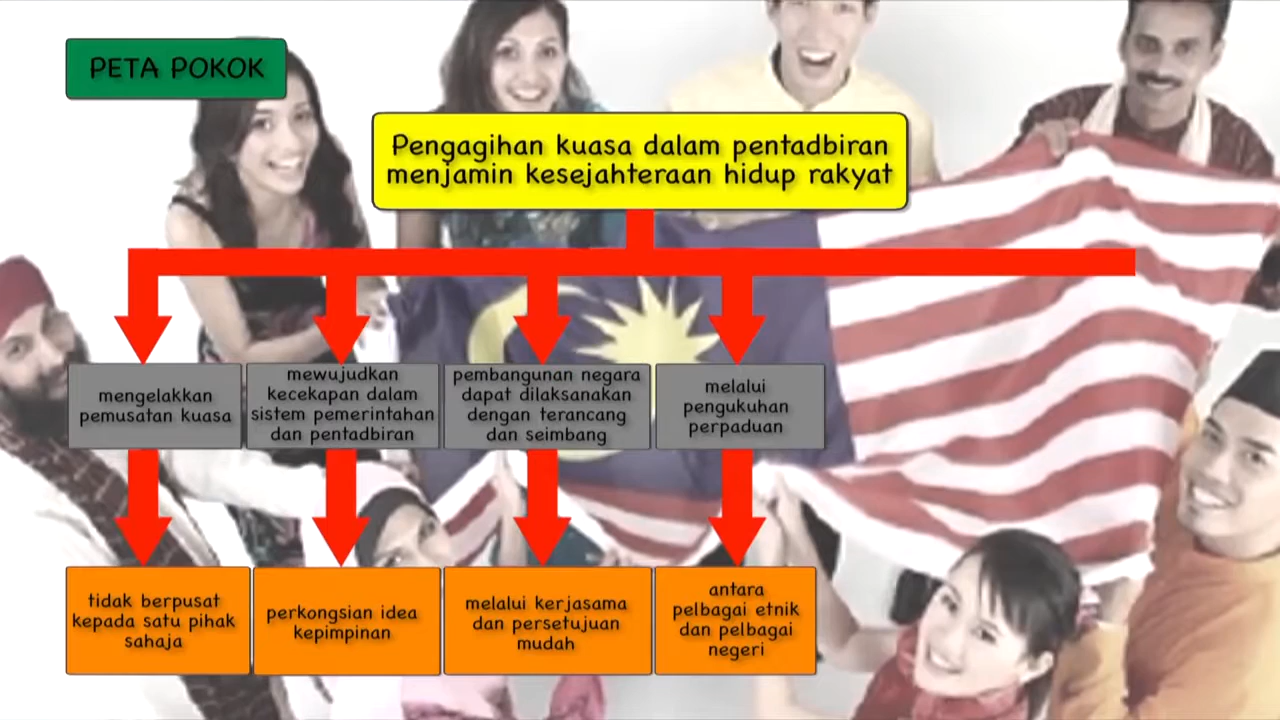 PETA POKOK
Pengagihan kuasa dalam pentadbiran
menjamin kesejahteraan hidup rakyat
mengelakkan
pemusatan kuasa
mewujudkan
kecekapan dalam
sistem pemerintahan
dan pentadbiran
pembangunan negara
dapat dilaksanakan
dengan terancang
dan seimbang
melalui
pengukuhan
perpaduan
tidak berpusat
kepada satu pihak
sahaja
perkongsian idea
kepimpinan
melalui kerjasama
dan persetujuan
mudah
antara
pelbagai etnik
dan pelbagai
negeri